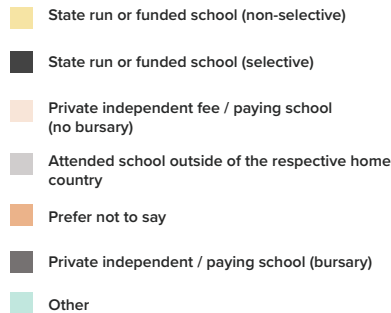 State run or funded school (non-selective)
State run or funded school (selective)
Private independent fee / paying school
(no bursary)
Attended school outside of the respective home
country
Prefer not to say
Private independent / paying school (bursary)
Other